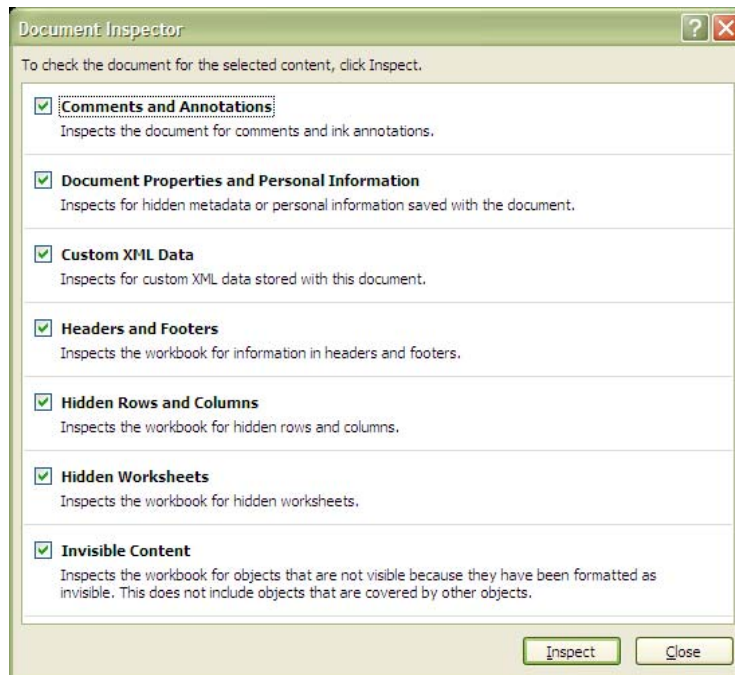 Document Inspector
To check the document for the selected content, click Inspect.
Comments and Annotations
Inspects the document for comments and ink annotations.
Document Properties and Personal Information
Inspects for hidden metadata or personal information saved with the document.
Custom XML Data
Inspects for custom XML data stored with this document.
Headers and Footers
Inspects the workbook for information in headers and footers.
Hidden Rows and Columns
Inspects the workbook for hidden rows and columns.
Hidden Worksheets
Inspects the workbook for hidden worksheets.
Invisible Content
Inspects the workbook for objects that are not visible because they have been formatted as
invisible. This does not include objects that are covered by other objects.
Inspect Close